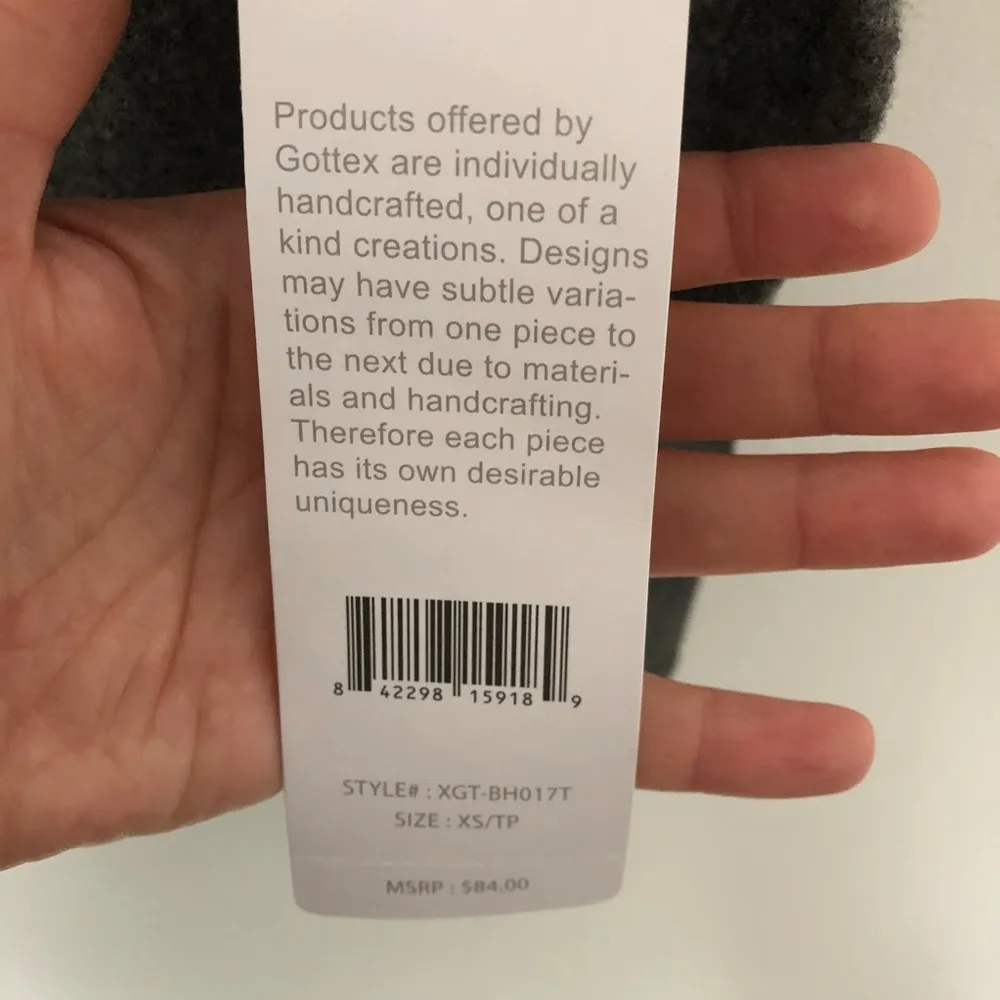 Products offered by
Gottex are individually
handcrafted, one of a
kind creations. Designs
may have subtle varia-
tions from one piece to
the next due to materi-
als and handcrafting.
Therefore each piece
has its own desirable
uniqueness.
8 42298 15918 9
STYLE# : XGT-BH017T
SIZE : XS/TP
MSRP : $84.00